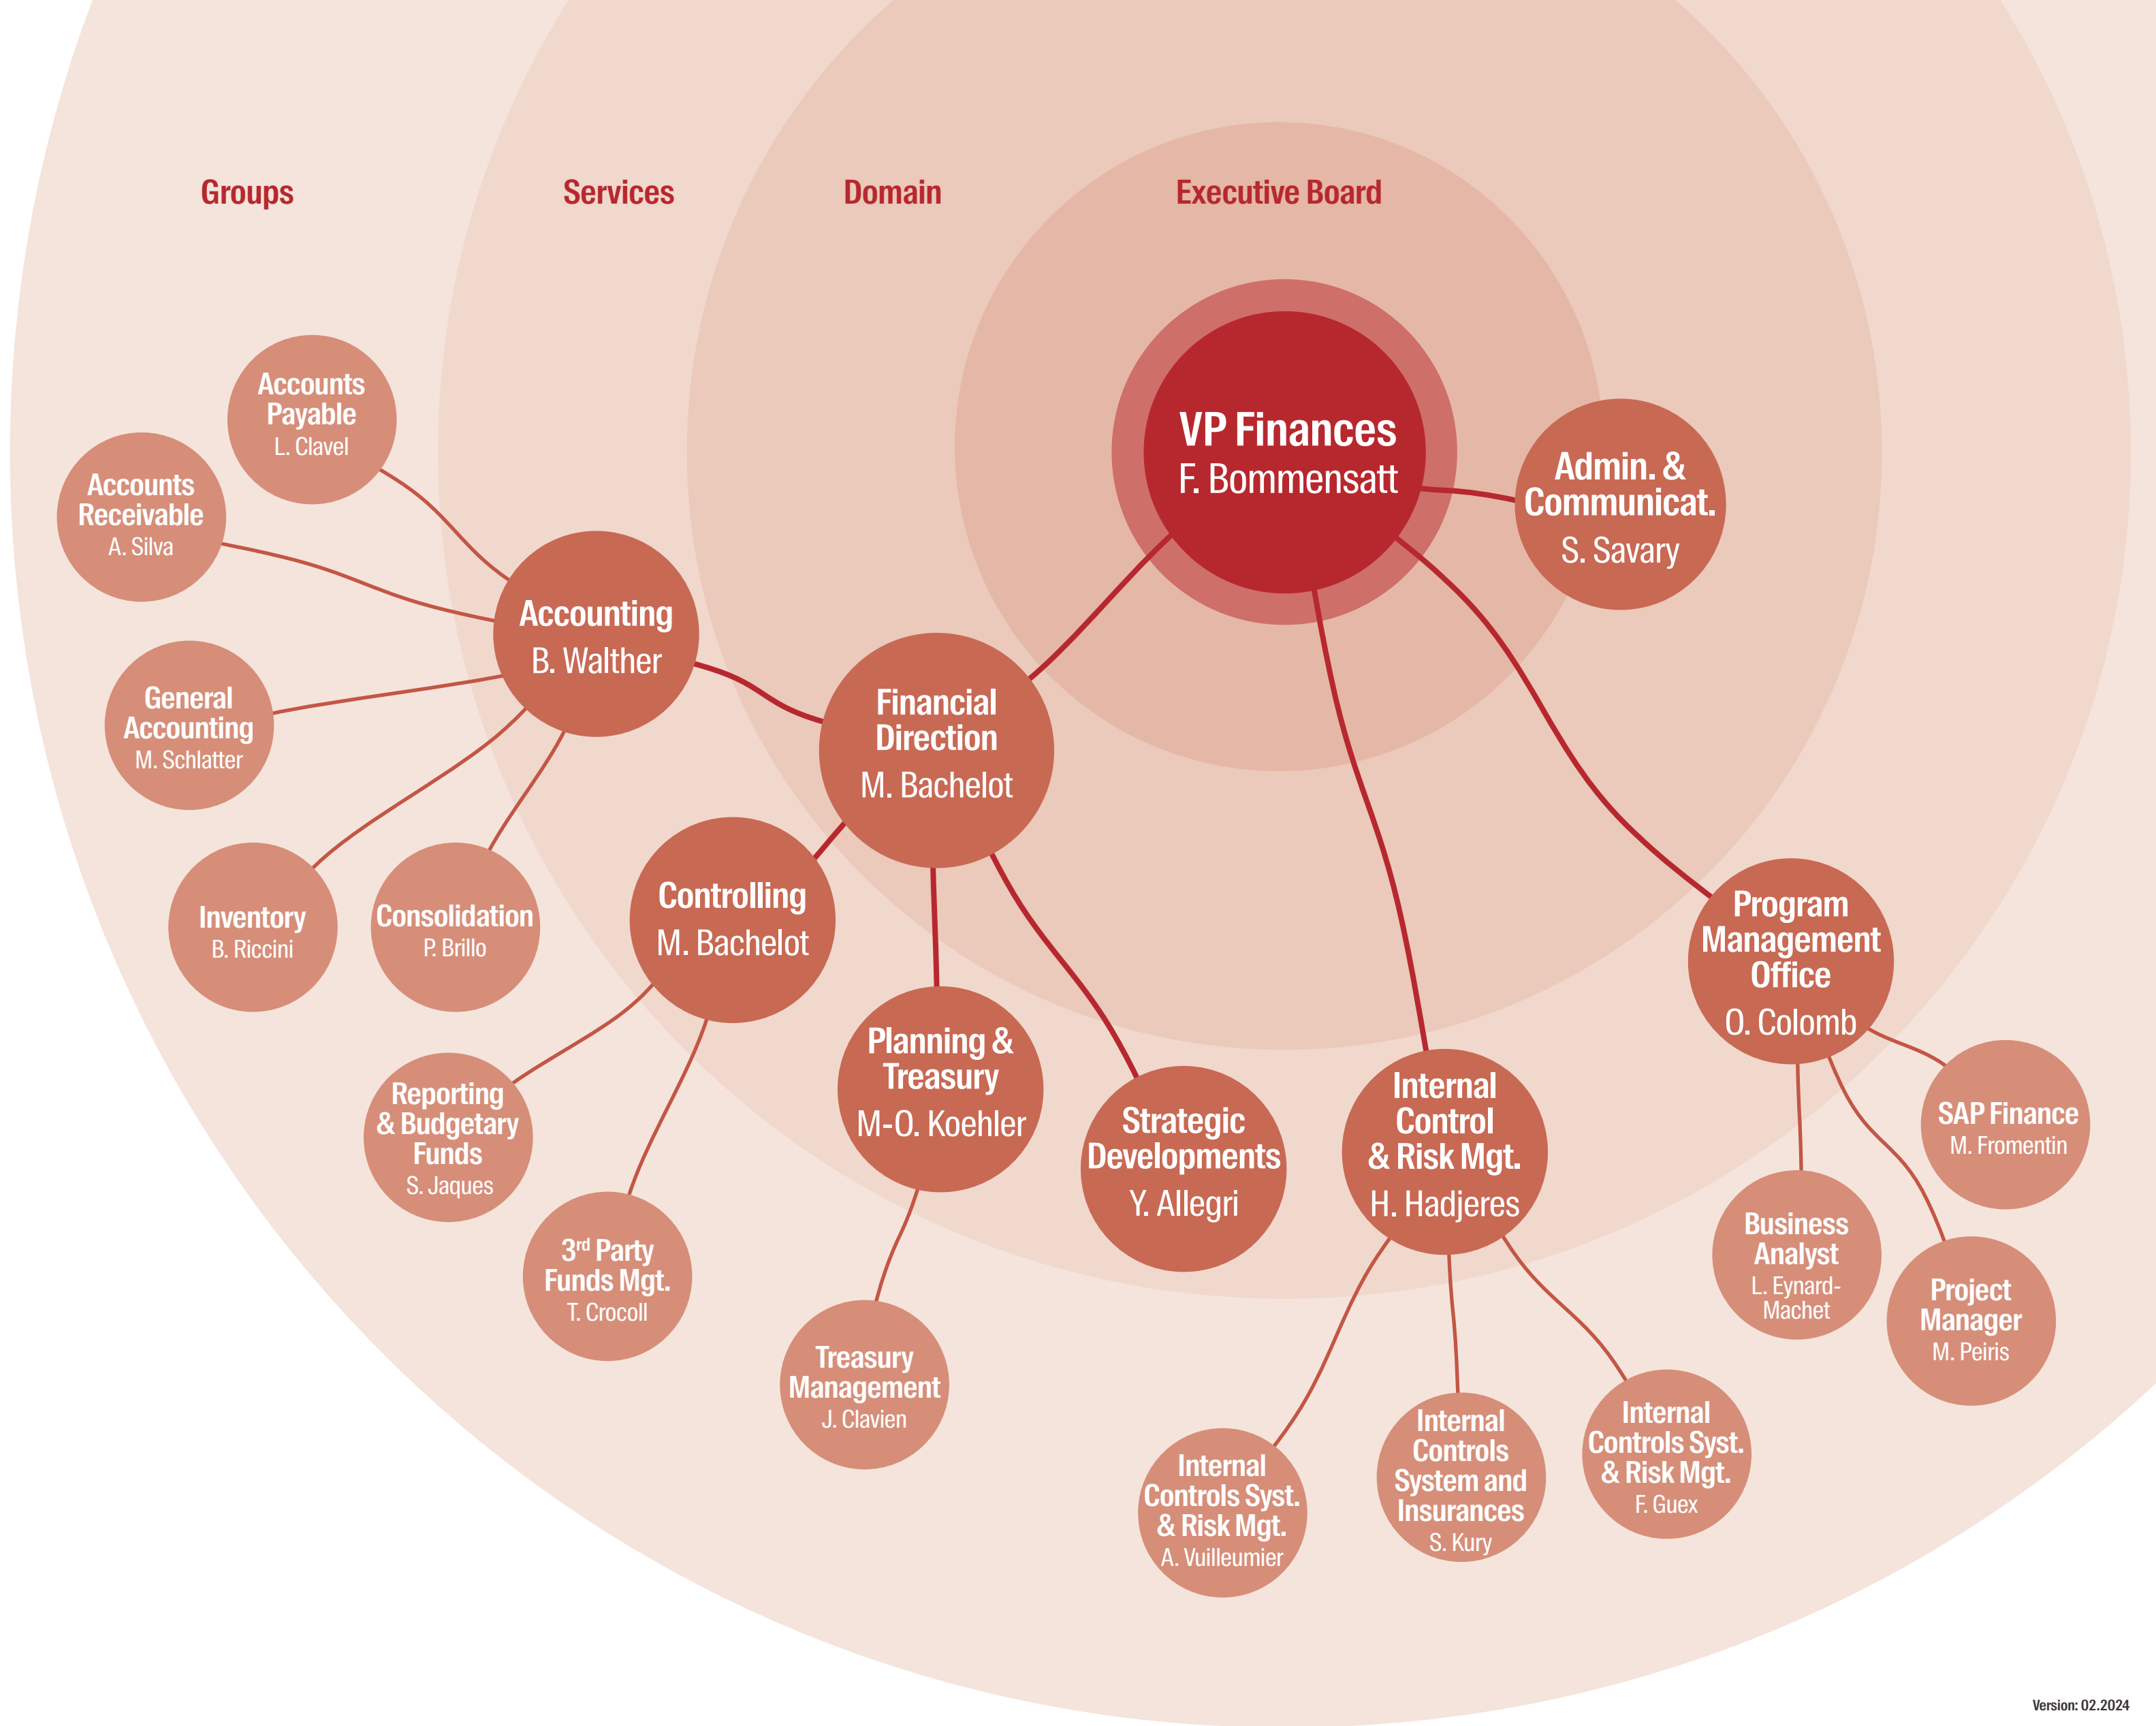 Groups
Services
Domain
Executive Board
VP Finances
F. Bommensatt
Admin. &
Communicat.
S. Savary
Accounts
Payable
L. Clavel
Accounts
Receivable
A. Silva
Accounting
B. Walther
General
Accounting
M. Schlatter
Financial
Direction
M. Bachelot
Inventory
B. Riccini
Consolidation
P. Brillo
Controlling
M. Bachelot
Program
Management
Office
O. Colomb
Planning &
Treasury
M-O. Koehler
Strategic
Developments
Y. Allegri
Internal
Control
& Risk Mgt.
H. Hadjeres
SAP Finance
M. Fromentin
Reporting
& Budgetary
Funds
S. Jaques
3rd Party
Funds Mgt.
T. Crocoll
Business
Analyst
L. Eynard-
Machet
Project
Manager
M. Peiris
Treasury
Management
J. Clavien
Internal
Controls Syst.
& Risk Mgt.
A. Vuilleumier
Internal
Controls
System and
Insurances
S. Kury
Internal
Controls Syst.
& Risk Mgt.
F. Guex
Version: 02.2024